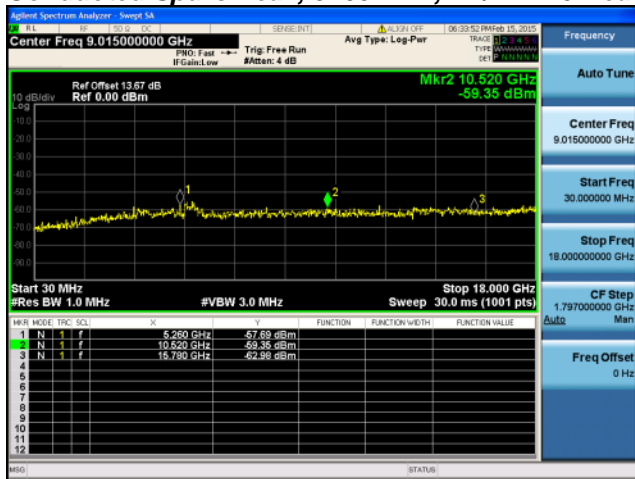 Agilent Spectrum Analyzer - Swept SA
RL RF 50 Ω DC SENSE:INT ALIGN OFF 06:33:52 PM Feb 15, 2015
Center Freq 9.015000000 GHz
PNO: Fast
IFGain:Low
Trig: Free Run
#Atten: 4 dB
Avg Type: Log-Pwr
TRACE 1 2 3 4 5 6
TYPE
DET P N N N N N
Ref Offset 13.67 dB
10 dB/div Ref 0.00 dBm
Log
Mkr2 10.520 GHz
-59.35 dBm
-10.0
-20.0
-30.0
-40.0
-50.0
-60.0
-70.0
-80.0
-90.0
1
2
3
Start 30 MHz
Stop 18.000 GHz
#Res BW 1.0 MHz #VBW 3.0 MHz Sweep 30.0 ms (1001 pts)
MKR MODE TRC SCL X Y FUNCTION FUNCTION WIDTH FUNCTION VALUE
1 N 1 f 5.260 GHz -57.69 dBm
2 N 1 f 10.520 GHz -59.35 dBm
3 N 1 f 15.780 GHz -62.98 dBm
4
5
6
7
8
9
10
11
12
MSG STATUS
Frequency
Auto Tune
Center Freq
9.015000000 GHz
Start Freq
30.000000 MHz
Stop Freq
18.000000000 GHz
CF Step
1.797000000 GHz
Auto Man
Freq Offset
0 Hz